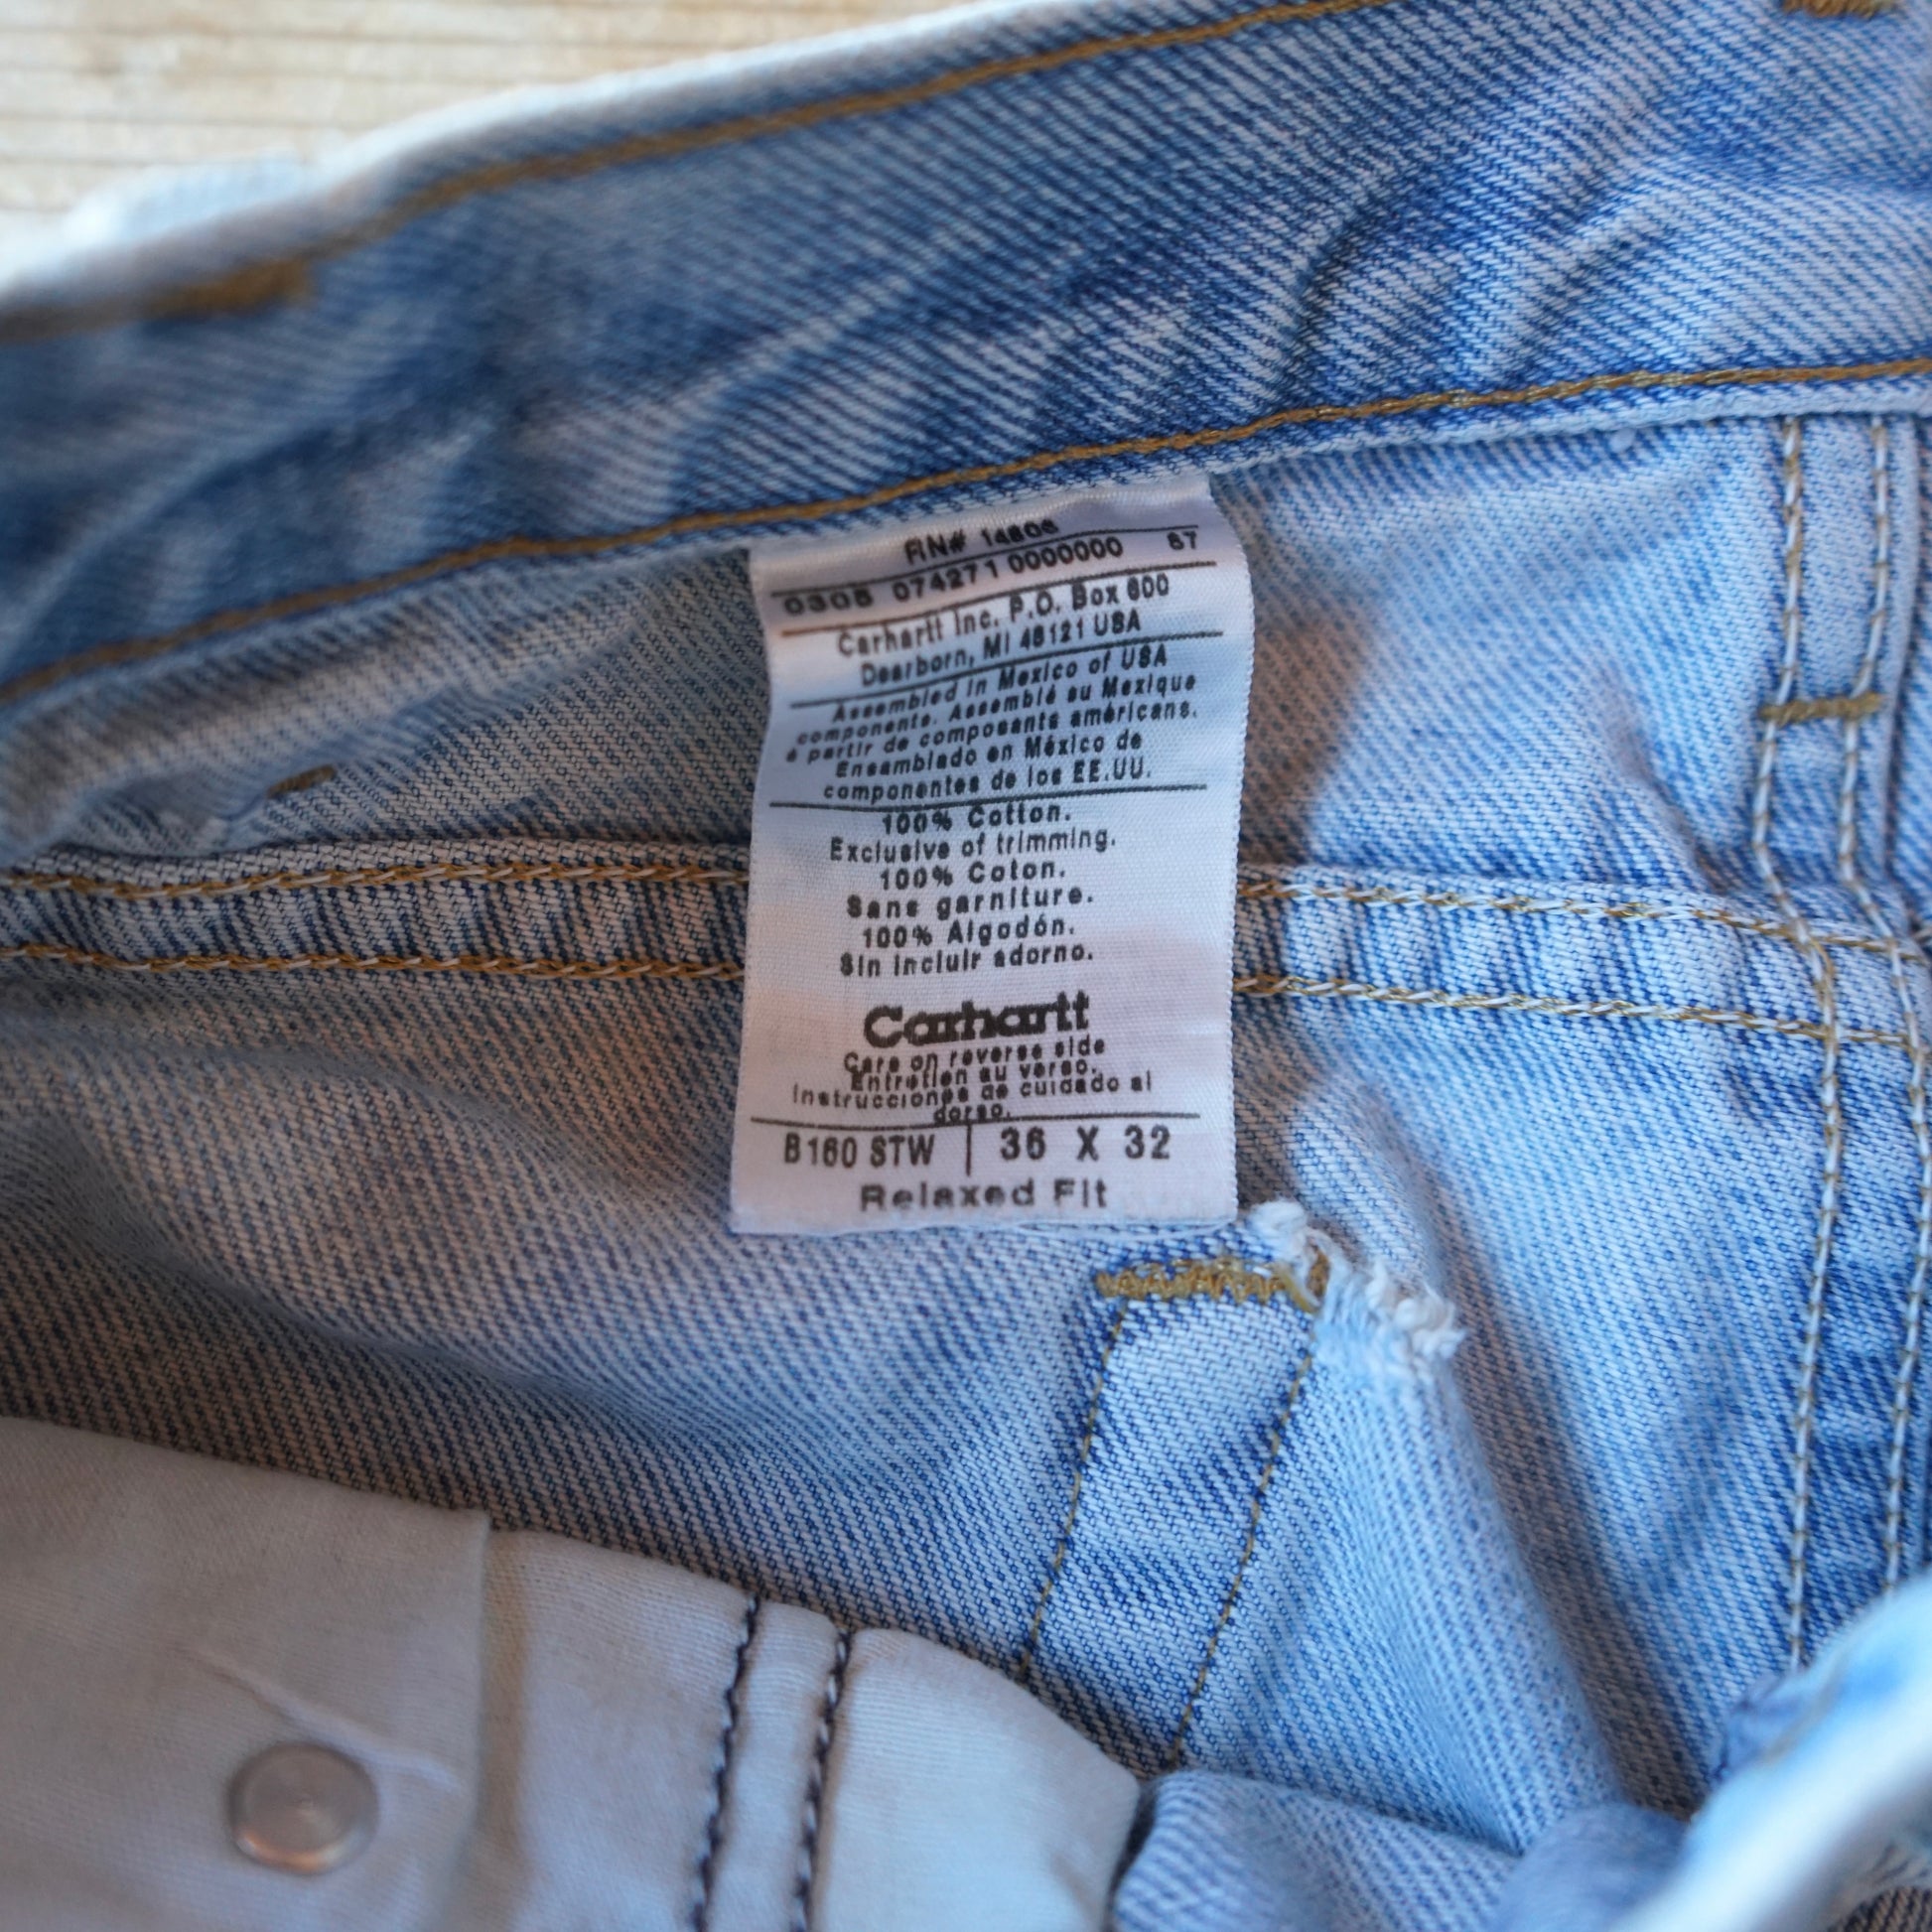 RN# 14806
0305 074271 0000000 67
Carhartt Inc. P.O. Box 600
Dearborn, MI 48121 USA
Assembled in Mexico of USA
components. Assemblé au Mexique
à partir de composants américans.
Ensamblado en México de
componentes de los EE.UU.
100% Cotton.
Exclusive of trimming.
100% Coton.
Sans garniture.
100% Algodón.
Sin incluir adorno.
Carhartt
Care on reverse side
Entretien au verso.
Instrucciones de cuidado al
dorso.
B160 STW | 36 X 32
Relaxed Fit